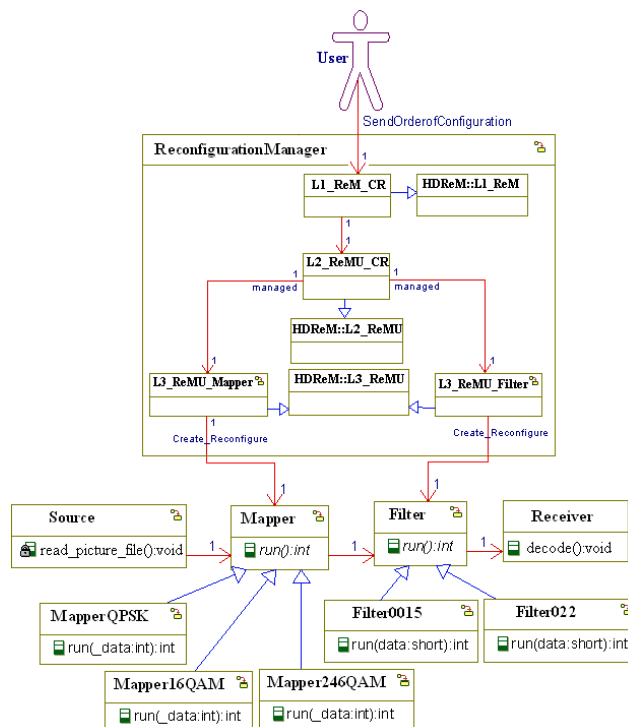 User
SendOrderofConfiguration
ReconfigurationManager
1
L1_ReM_CR
HDReM::L1_ReM
1
1
L2_ReMU_CR
1
1
managed
managed
HDReM::L2_ReMU
1
1
L3_ReMU_Mapper
HDReM::L3_ReMU
L3_ReMU_Filter
1
1
Create_Reconfigure
Create_Reconfigure
1
1
Source
Mapper
Filter
Receiver
read_picture_file():void
1
run():int
1
run():int
1
decode():void
MapperQPSK
run(_data:int):int
Filter0015
run(data:short):int
Filter022
run(data:short):int
Mapper16QAM
run(_data:int):int
Mapper246QAM
run(_data:int):int